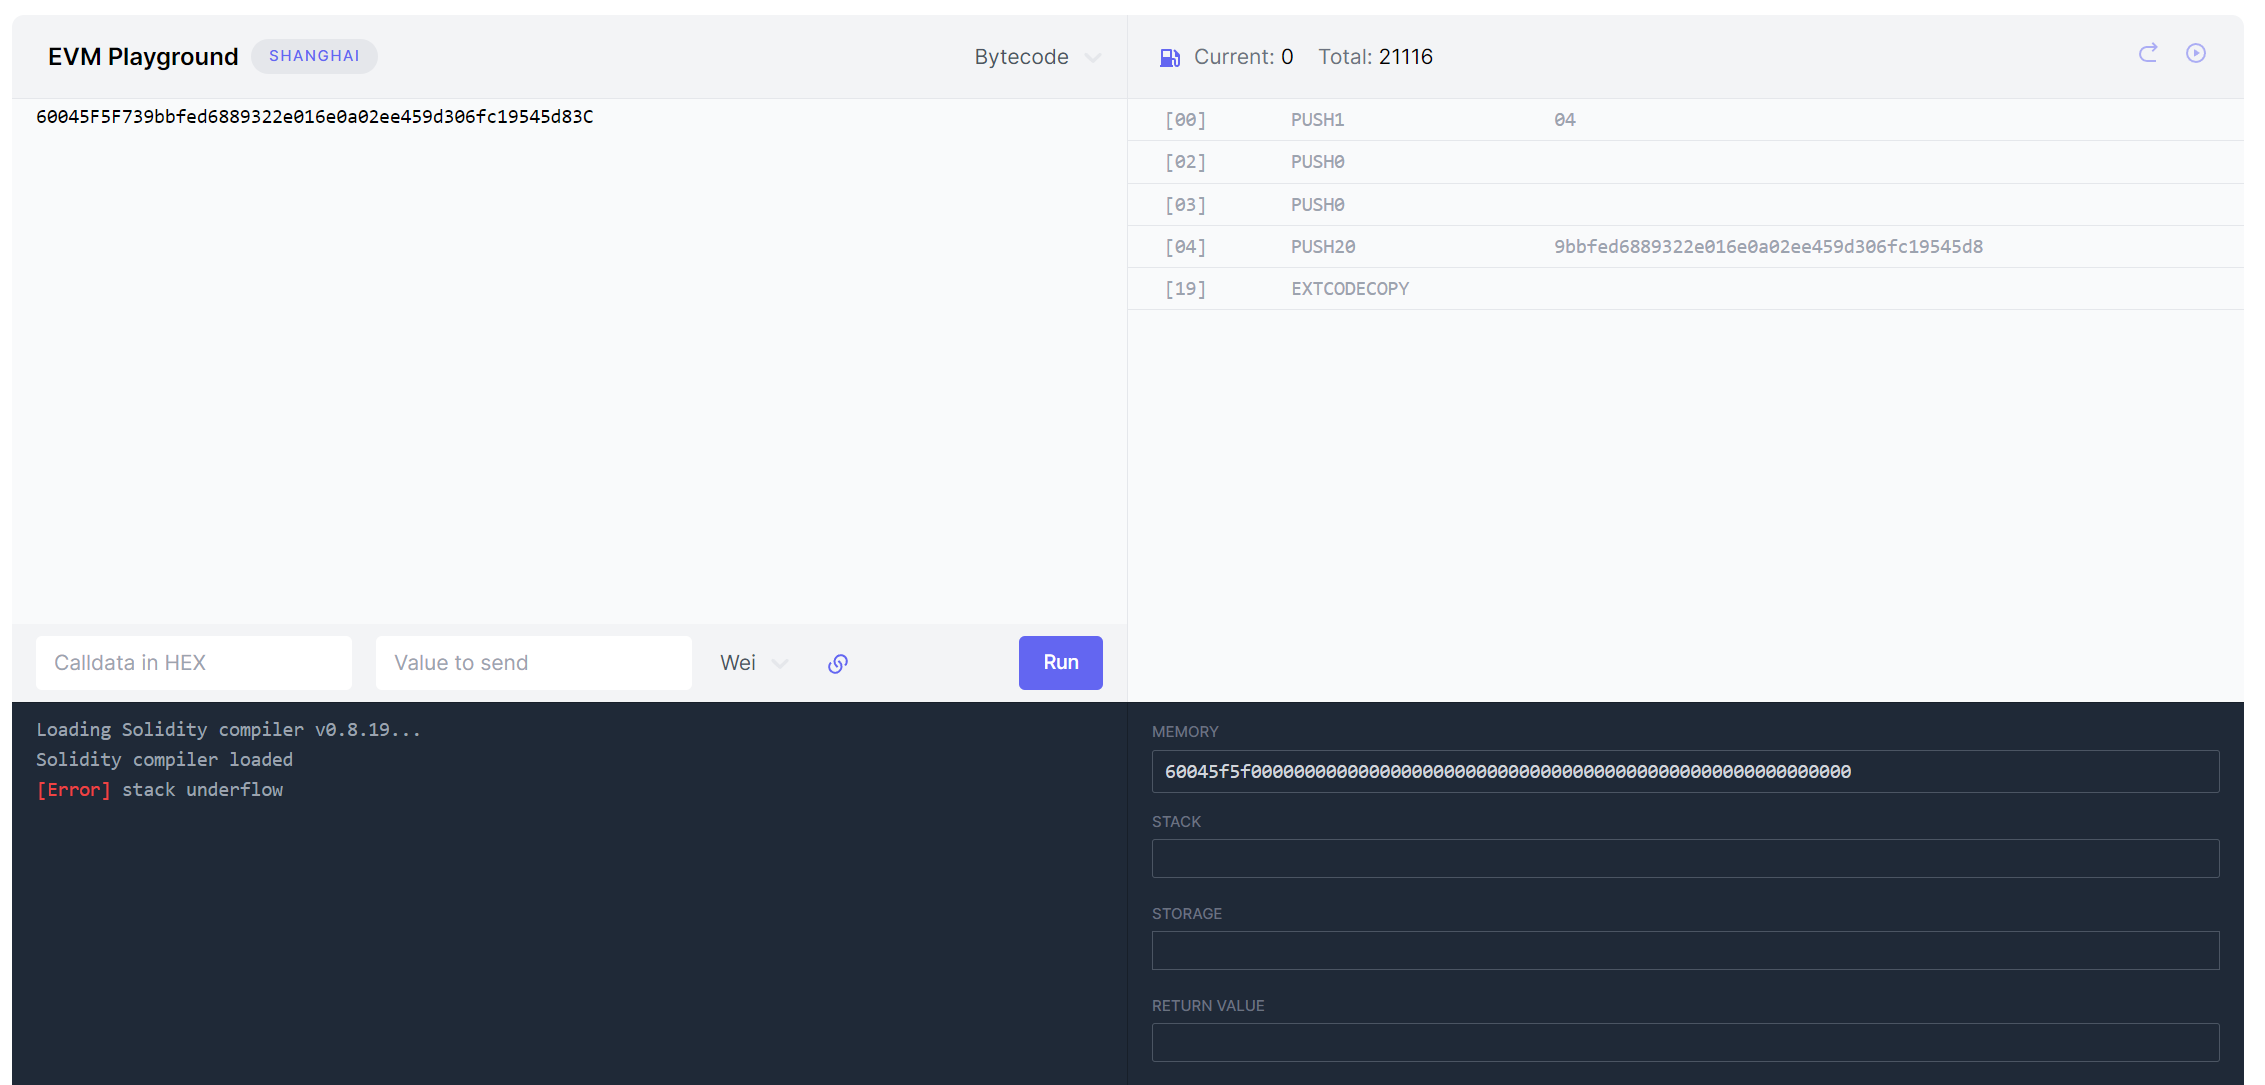 EVM Playground SHANGHAI Bytecode
60045F5F739bbfed6889322e016e0a02ee459d306fc19545d83C
Calldata in HEX Value to send Wei Run
Loading Solidity compiler v0.8.19...
Solidity compiler loaded
[Error] stack underflow
Current: 0 Total: 21116
[00] PUSH1 04
[02] PUSH0
[03] PUSH0
[04] PUSH20 9bbfed6889322e016e0a02ee459d306fc19545d8
[19] EXTCODECOPY
MEMORY
60045f5f00000000000000000000000000000000000000000000000000000000
STACK
STORAGE
RETURN VALUE